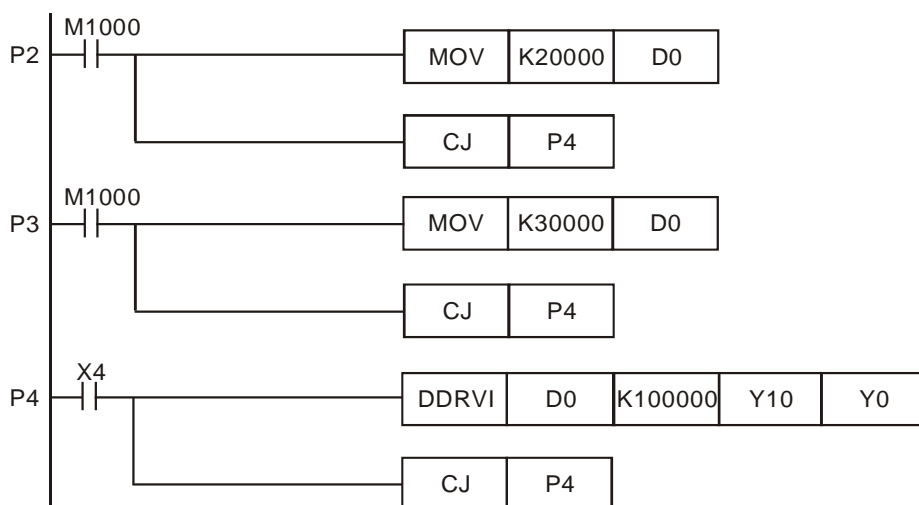 M1000
P2 MOV K20000 D0
CJ P4
M1000
P3 MOV K30000 D0
CJ P4
X4
P4 DDRVI D0 K100000 Y10 Y0
CJ P4